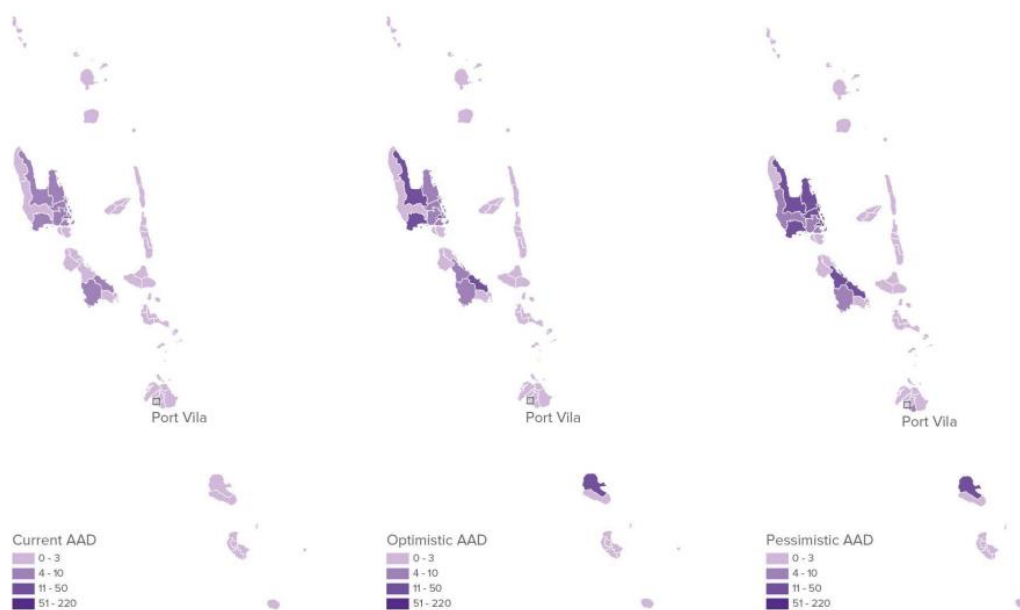 Port Vila
Current AAD
0 - 3
4 - 10
11 - 50
51 - 220
Port Vila
Optimistic AAD
0 - 3
4 - 10
11 - 50
51 - 220
Port Vila
Pessimistic AAD
0 - 3
4 - 10
11 - 50
51 - 220